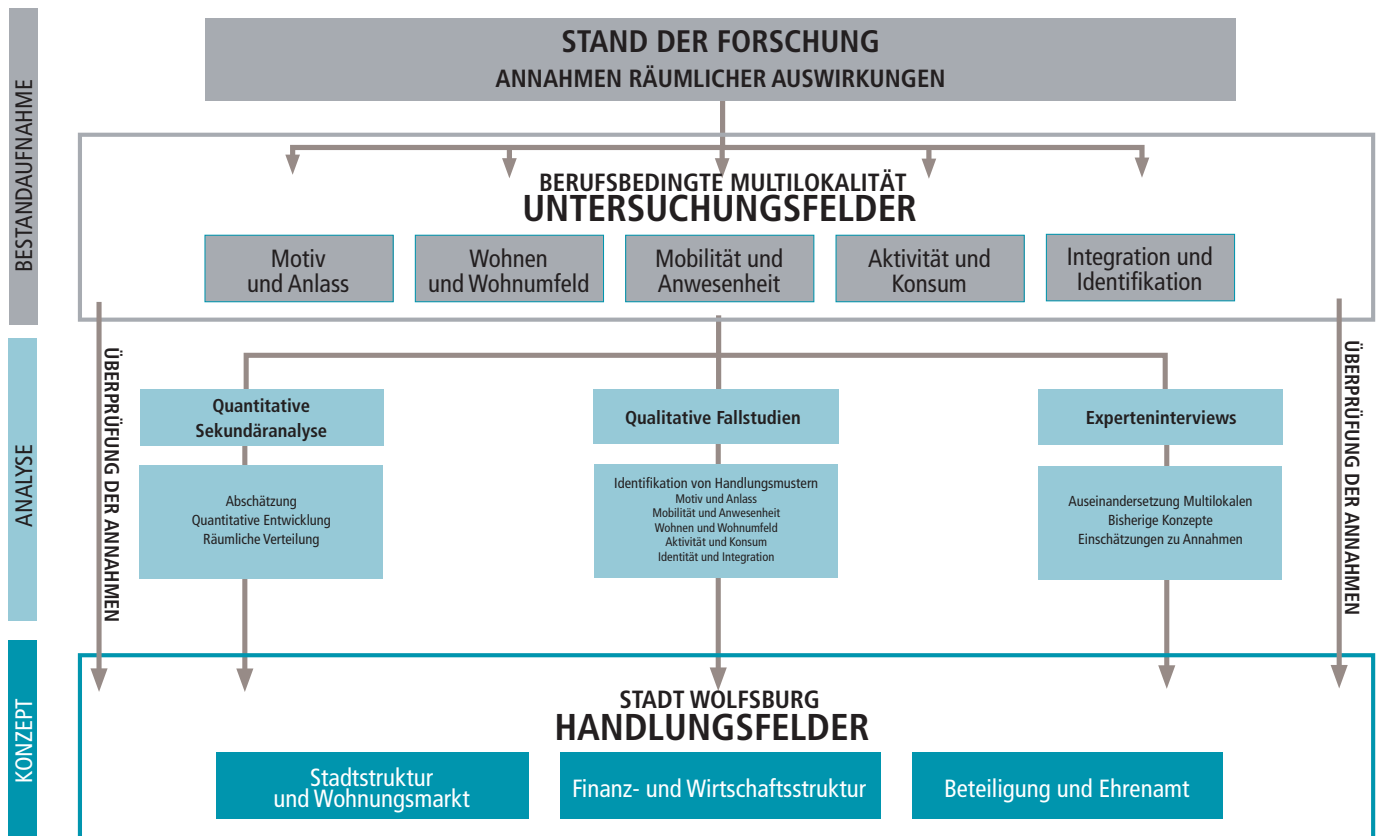 BESTANDAUFNAHME
STAND DER FORSCHUNG
ANNAHMEN RÄUMLICHER AUSWIRKUNGEN
BERUFSBEDINGTE MULTILOKALITÄT
UNTERSUCHUNGSFELDER
Motiv
und Anlass
Wohnen
und Wohnumfeld
Mobilität und
Anwesenheit
Aktivität und
Konsum
Integration und
Identifikation
ANALYSE
ÜBERPRÜFUNG DER ANNAHMEN
Quantitative
Sekundäranalyse
Abschätzung
Quantitative Entwicklung
Räumliche Verteilung
Qualitative Fallstudien
Identifikation von Handlungsmustern
Motiv und Anlass
Mobilität und Anwesenheit
Wohnen und Wohnumfeld
Aktivität und Konsum
Identität und Integration
Experteninterviews
Auseinandersetzung Multilokalen
Bisherige Konzepte
Einschätzungen zu Annahmen
ÜBERPRÜFUNG DER ANNAHMEN
KONZEPT
STADT WOLFSBURG
HANDLUNGSFELDER
Stadtstruktur
und Wohnungsmarkt
Finanz- und Wirtschaftsstruktur
Beteiligung und Ehrenamt